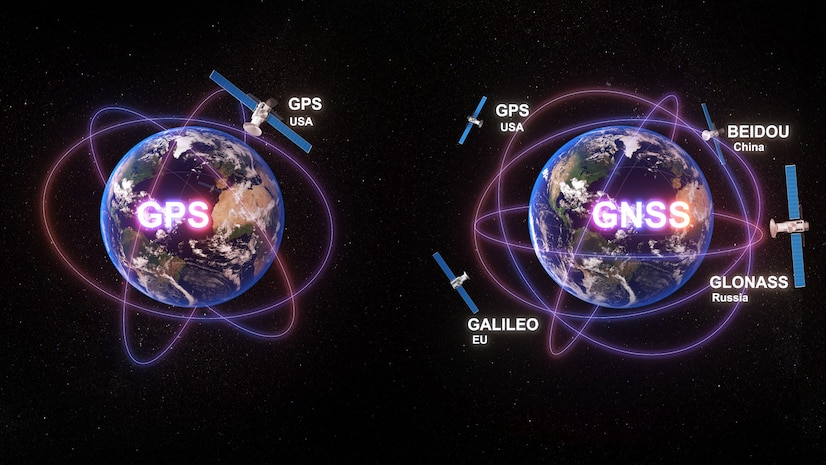 GPS
USA
GPS
GPS
USA
BEIDOU
China
GNSS
GLONASS
Russia
GALILEO
EU